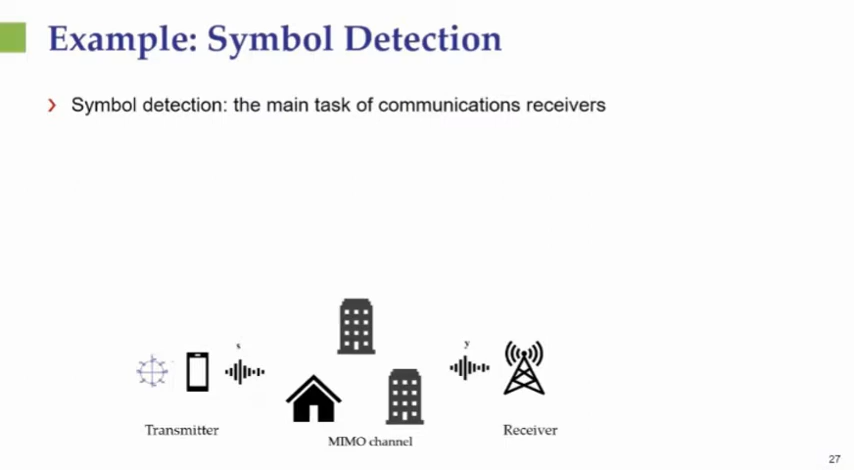 Example: Symbol Detection
Symbol detection: the main task of communications receivers
s
y
Transmitter
MIMO channel
Receiver
27